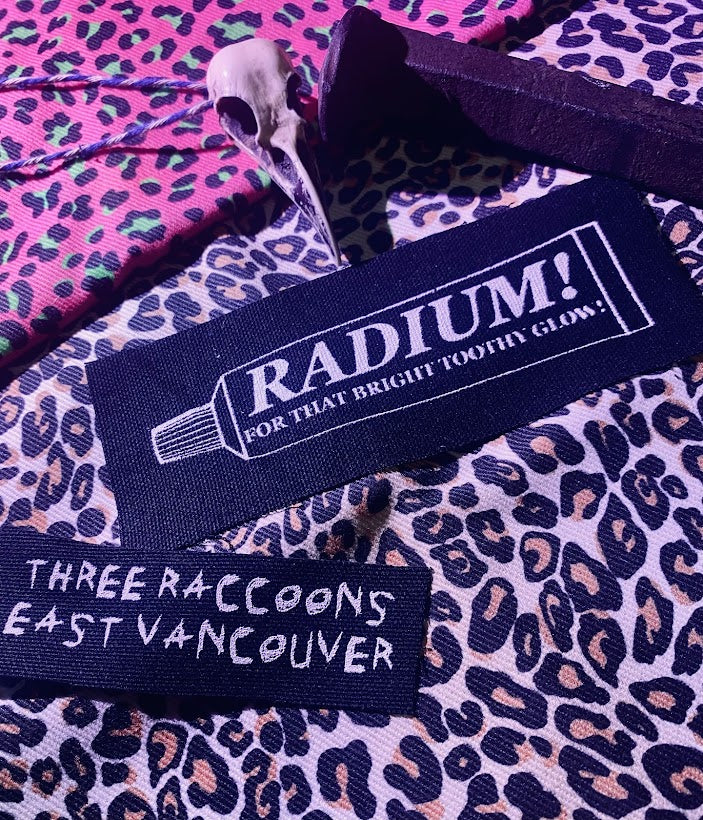 RADIUM!
FOR THAT BRIGHT TOOTHY GLOW!
THREE RACCOONS
EAST VANCOUVER